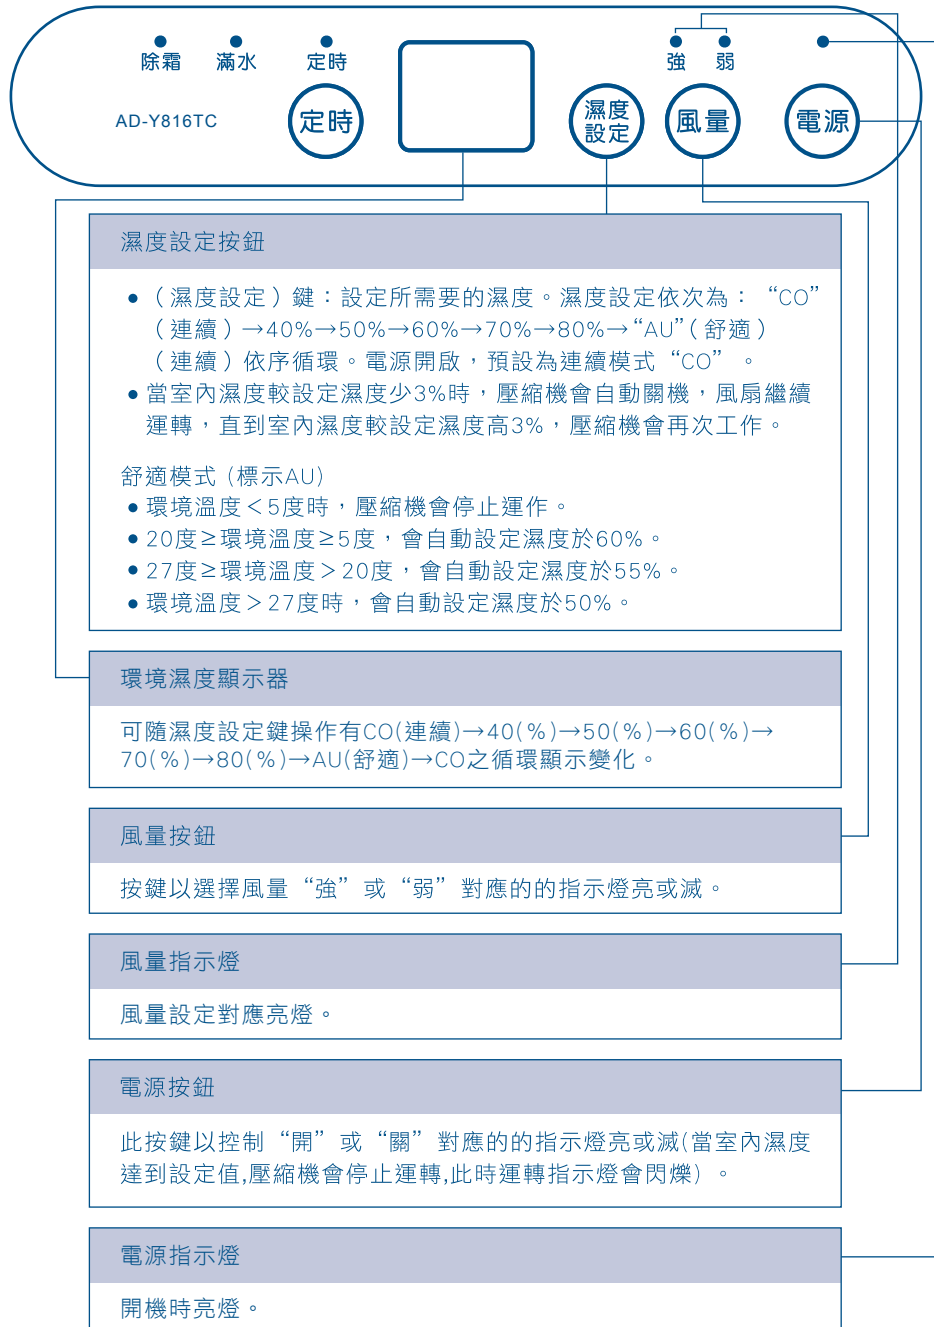 除霜 滿水 定時 強 弱
AD-Y816TC 定時 濕度設定 風量 電源
濕度設定按鈕
●（濕度設定）鍵：設定所需要的濕度。濕度設定依次為：“CO”
（連續）→40%→50%→60%→70%→80%→“AU”（舒適）
（連續）依序循環。電源開啟，預設為連續模式“CO”。
●當室內濕度較設定濕度少3%時，壓縮機會自動關機，風扇繼續
運轉，直到室內濕度較設定濕度高3%，壓縮機會再次工作。
舒適模式 (標示AU)
●環境溫度＜5度時，壓縮機會停止運作。
●20度≥環境溫度≥5度，會自動設定濕度於60%。
●27度≥環境溫度＞20度，會自動設定濕度於55%。
●環境溫度＞27度時，會自動設定濕度於50%。
環境濕度顯示器
可隨濕度設定鍵操作有CO(連續)→40(%)→50(%)→60(%)→
70(%)→80(%)→AU(舒適)→CO之循環顯示變化。
風量按鈕
按鍵以選擇風量“強”或“弱”對應的的指示燈亮或滅。
風量指示燈
風量設定對應亮燈。
電源按鈕
此按鍵以控制“開”或“關”對應的的指示燈亮或滅(當室內濕度
達到設定值,壓縮機會停止運轉,此時運轉指示燈會閃爍)。
電源指示燈
開機時亮燈。